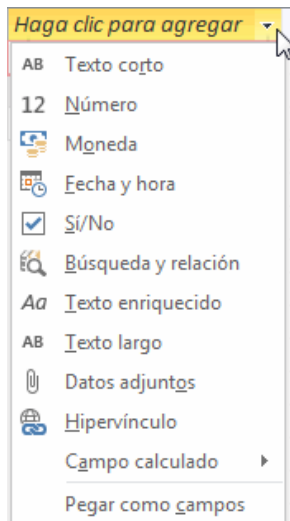 Haga clic para agregar
AB Texto corto
12 Número
Moneda
Fecha y hora
Sí/No
Búsqueda y relación
Aa Texto enriquecido
AB Texto largo
Datos adjuntos
Hipervínculo
Campo calculado
Pegar como campos